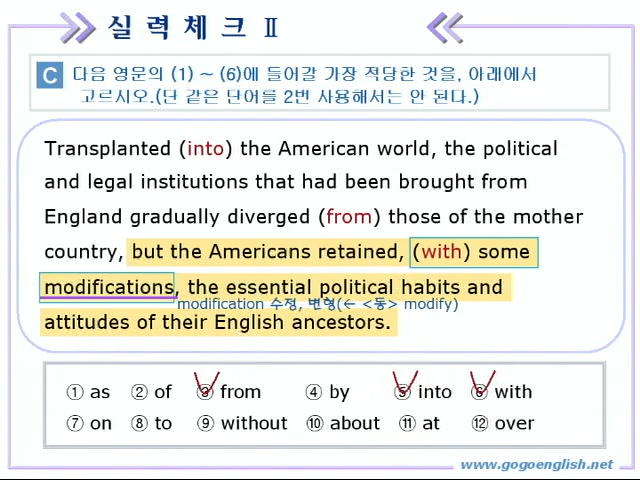 실 력 체 크 Ⅱ
C 다음 영문의 (1) ~ (6)에 들어갈 가장 적당한 것을, 아래에서
고르시오.(단 같은 단어를 2번 사용해서는 안 된다.)
Transplanted (into) the American world, the political
and legal institutions that had been brought from
England gradually diverged (from) those of the mother
country, but the Americans retained, (with) some
modifications, the essential political habits and
modification 수정, 변형(← <동> modify)
attitudes of their English ancestors.
① as ② of ③ from ④ by ⑤ into ⑥ with
⑦ on ⑧ to ⑨ without ⑩ about ⑪ at ⑫ over
www.gogoenglish.net